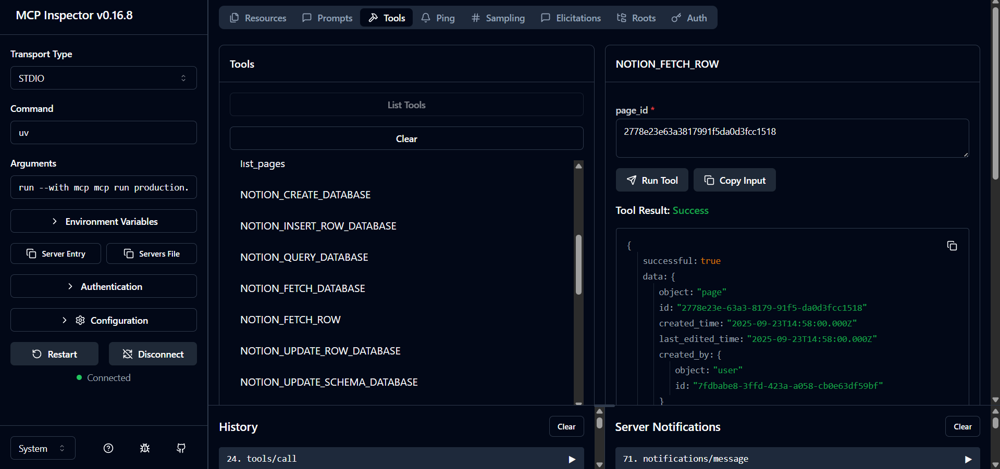 MCP Inspector v0.16.8
Transport Type
STDIO
Command
uv
Arguments
run --with mcp mcp run production.
Environment Variables
Server Entry
Servers File
Authentication
Configuration
Restart
Disconnect
Connected
System
Resources
Prompts
Tools
Ping
Sampling
Elicitations
Roots
Auth
Tools
List Tools
Clear
list_pages
NOTION_CREATE_DATABASE
NOTION_INSERT_ROW_DATABASE
NOTION_QUERY_DATABASE
NOTION_FETCH_DATABASE
NOTION_FETCH_ROW
NOTION_UPDATE_ROW_DATABASE
NOTION_UPDATE_SCHEMA_DATABASE
NOTION_FETCH_ROW
page_id *
2778e23e63a3817991f5da0d3fcc1518
Run Tool
Copy Input
Tool Result: Success
{
successful: true
data: {
object: "page"
id: "2778e23e-63a3-8179-91f5-da0d3fcc1518"
created_time: "2025-09-23T14:58:00.000Z"
last_edited_time: "2025-09-23T14:58:00.000Z"
created_by: {
object: "user"
id: "7fdbabe8-3ffd-423a-a058-cb0e63df59bf"
}
History
Clear
24. tools/call
Server Notifications
Clear
71. notifications/message